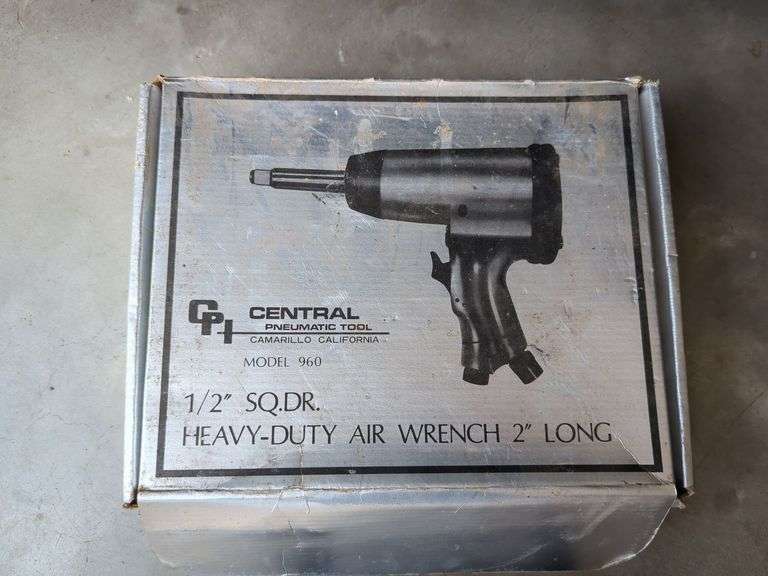 CPI CENTRAL
PNEUMATIC TOOL
CAMARILLO CALIFORNIA
MODEL 960
1/2" SQ.DR.
HEAVY-DUTY AIR WRENCH 2" LONG